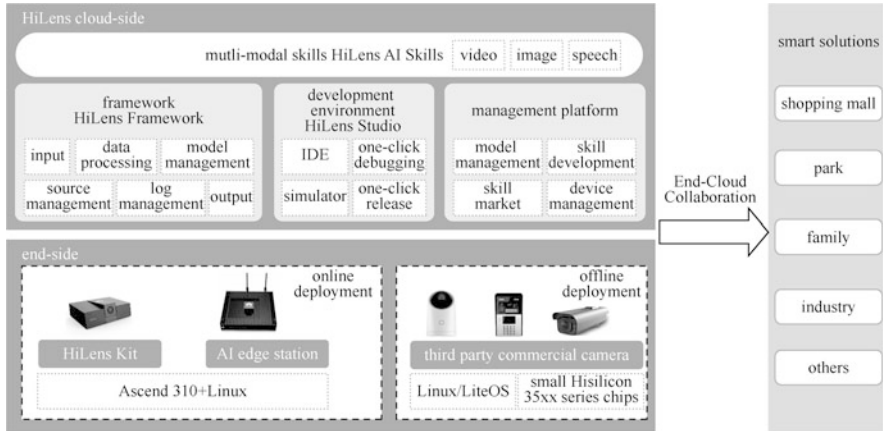 HiLens cloud-side
mutli-modal skills HiLens AI Skills
video
image
speech
framework
HiLens Framework
input
data
processing
model
management
source
management
log
management
output
development
environment
HiLens Studio
IDE
one-click
debugging
simulator
one-click
release
management platform
model
management
skill
development
skill
market
device
management
end-side
online
deployment
HiLens Kit
AI edge station
Ascend 310+Linux
offline
deployment
third party commercial camera
Linux/LiteOS
small Hisilicon
35xx series chips
End-Cloud
Collaboration
smart solutions
shopping mall
park
family
industry
others